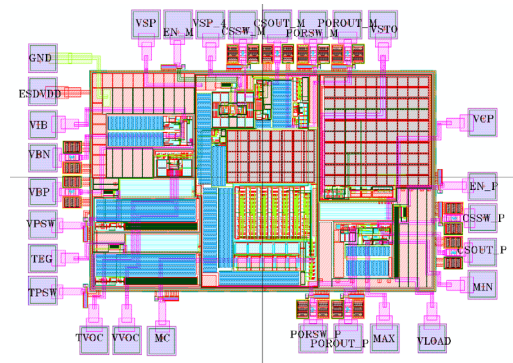 VSP
EN_M
VSP_4
CSSW_M
CSOUT_M
PORSW_M
POROUT_M
VSTO
GND
ESDVDD
VIB
VBN
VBP
VPSW
TEG
TPSW
VCP
EN_P
CSSW_P
CSOUT_P
MIN
TVOC
VVOC
MC
PORSW_P
POROUT_P
MAX
VLOAD